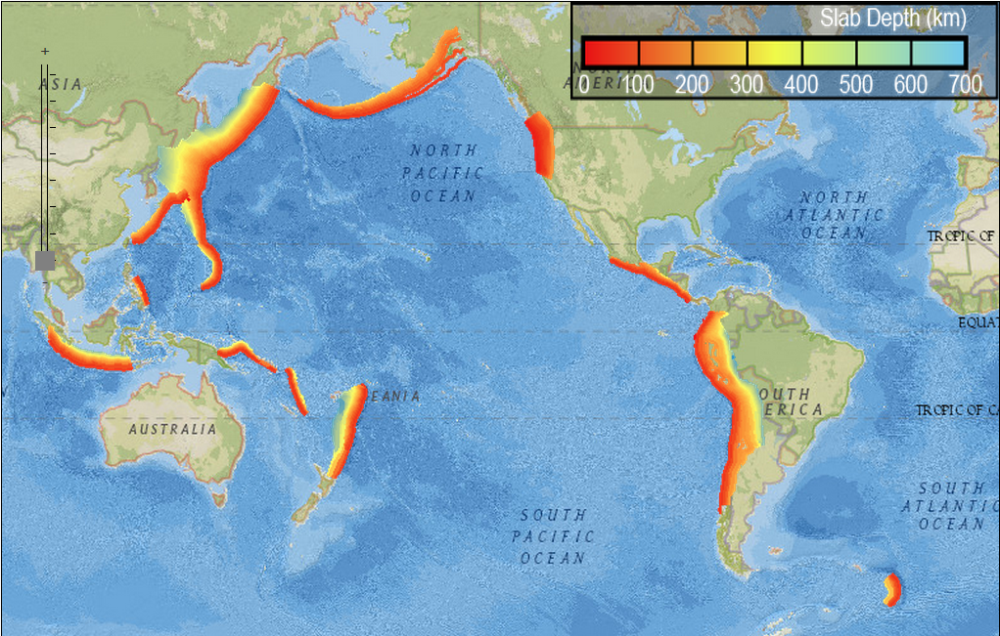 Slab Depth (km)
0 100 200 300 400 500 600 700
+
ASIA
NORTH
PACIFIC
OCEAN
NORTH
ATLANTIC
OCEAN
TROPIC OF
EQUAT
EANIA
AUSTRALIA
OUTH
ERICA
TROPIC OF CA
SOUTH
PACIFIC
OCEAN
SOUTH
ATLANTIC
OCEAN